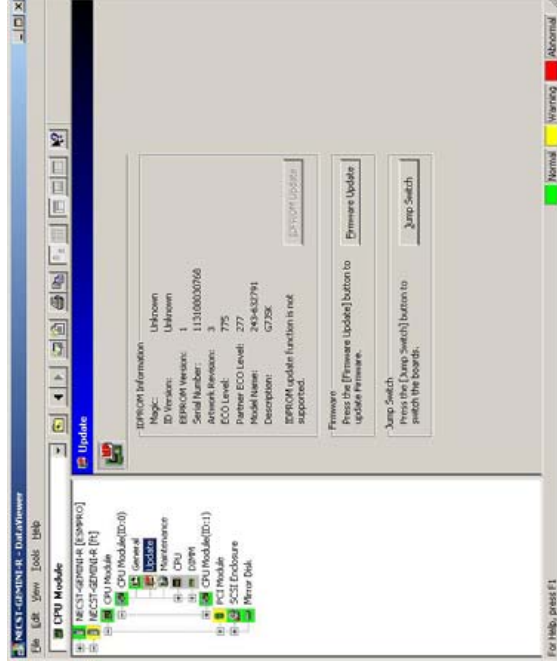 NECST-GEMINI-R - DataViewer
File Edit View Tools Help
CPU Module
NECST-GEMINI-R [ESMPRO]
NECST-GEMINI-R [ft]
CPU Module
CPU Module(ID:0)
General
Update
Maintenance
CPU
DIMM
CPU Module(ID:1)
PCI Module
SCSI Enclosure
Mirror Disk
Update
IDPROM Information
Magic: Unknown
ID Version: Unknown
EEPROM Version: 1
Serial Number: 113100030768
Artwork Revision: 3
ECO Level: 775
Partner ECO Level: 277
Model Name: 243-632791
Description: G7JSK
IDPROM update function is not
supported.
IDPROM Update
Firmware
Press the [Firmware Update] button to
update Firmware.
Firmware Update
Jump Switch
Press the [Jump Switch] button to
switch the boards.
Jump Switch
For Help, press F1
Normal Warning Abnormal